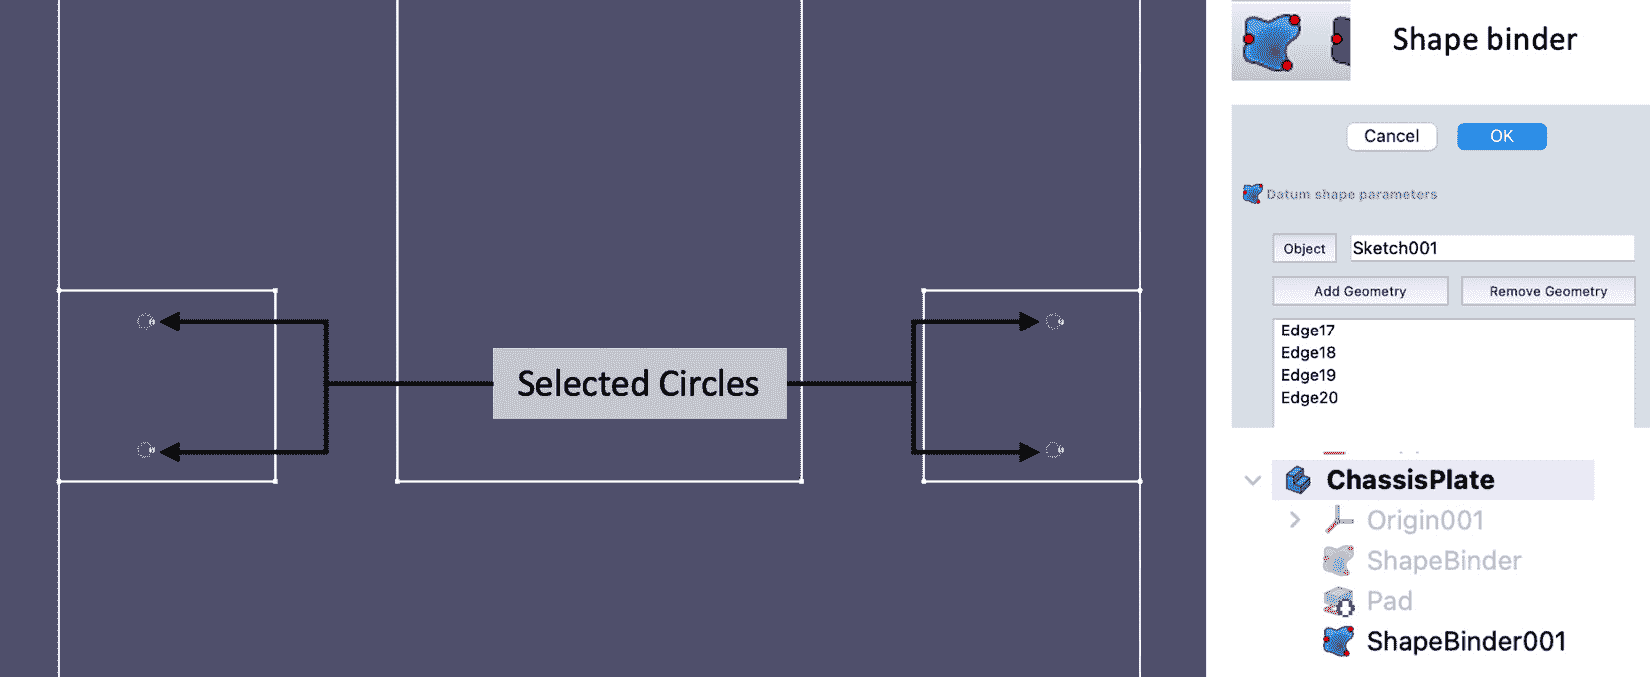 Selected Circles
Shape binder
Cancel
OK
Datum shape parameters
Object
Sketch001
Add Geometry
Remove Geometry
Edge17
Edge18
Edge19
Edge20
ChassisPlate
Origin001
ShapeBinder
Pad
ShapeBinder001